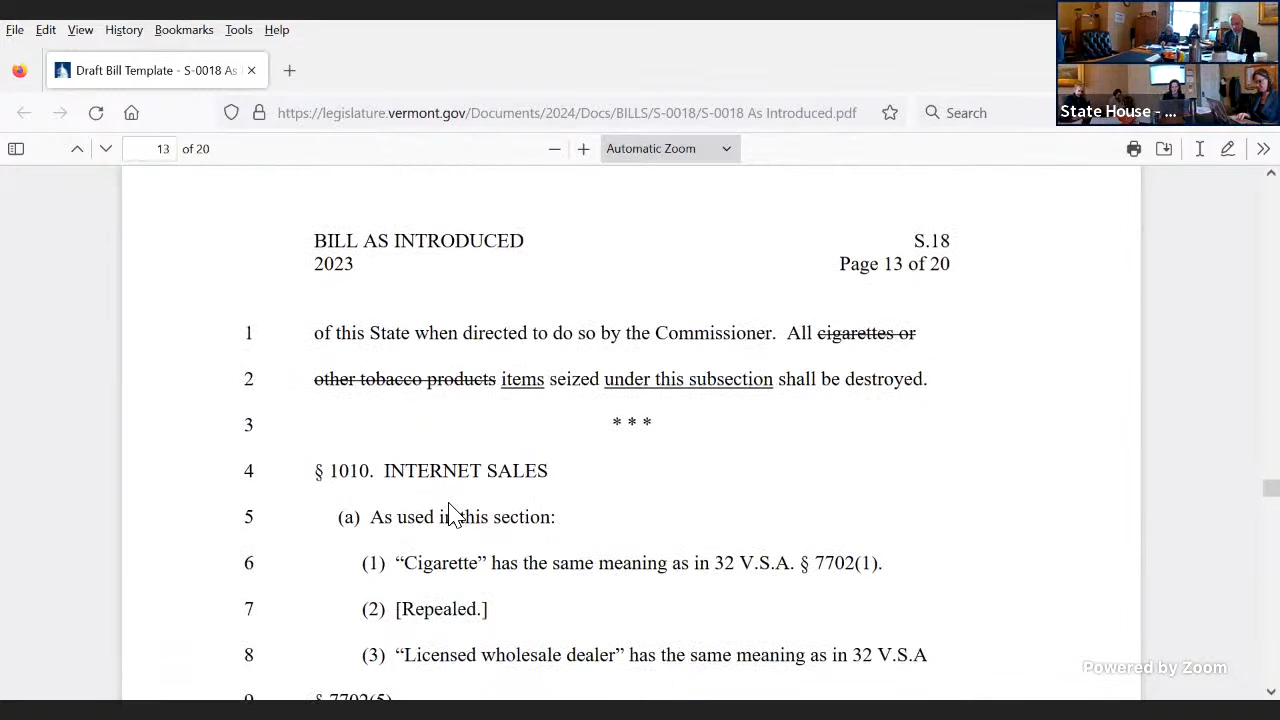 File Edit View History Bookmarks Tools Help
Draft Bill Template - S-0018 As
https://legislature.vermont.gov/Documents/2024/Docs/BILLS/S-0018/S-0018 As Introduced.pdf
Search
State House - ...
13 of 20
Automatic Zoom
BILL AS INTRODUCED S.18
2023 Page 13 of 20
1 of this State when directed to do so by the Commissioner. All cigarettes or
2 other tobacco products items seized under this subsection shall be destroyed.
3 * * *
4 § 1010. INTERNET SALES
5 (a) As used in this section:
6 (1) “Cigarette” has the same meaning as in 32 V.S.A. § 7702(1).
7 (2) [Repealed.]
8 (3) “Licensed wholesale dealer” has the same meaning as in 32 V.S.A
9 § 7702(5).
Powered by Zoom